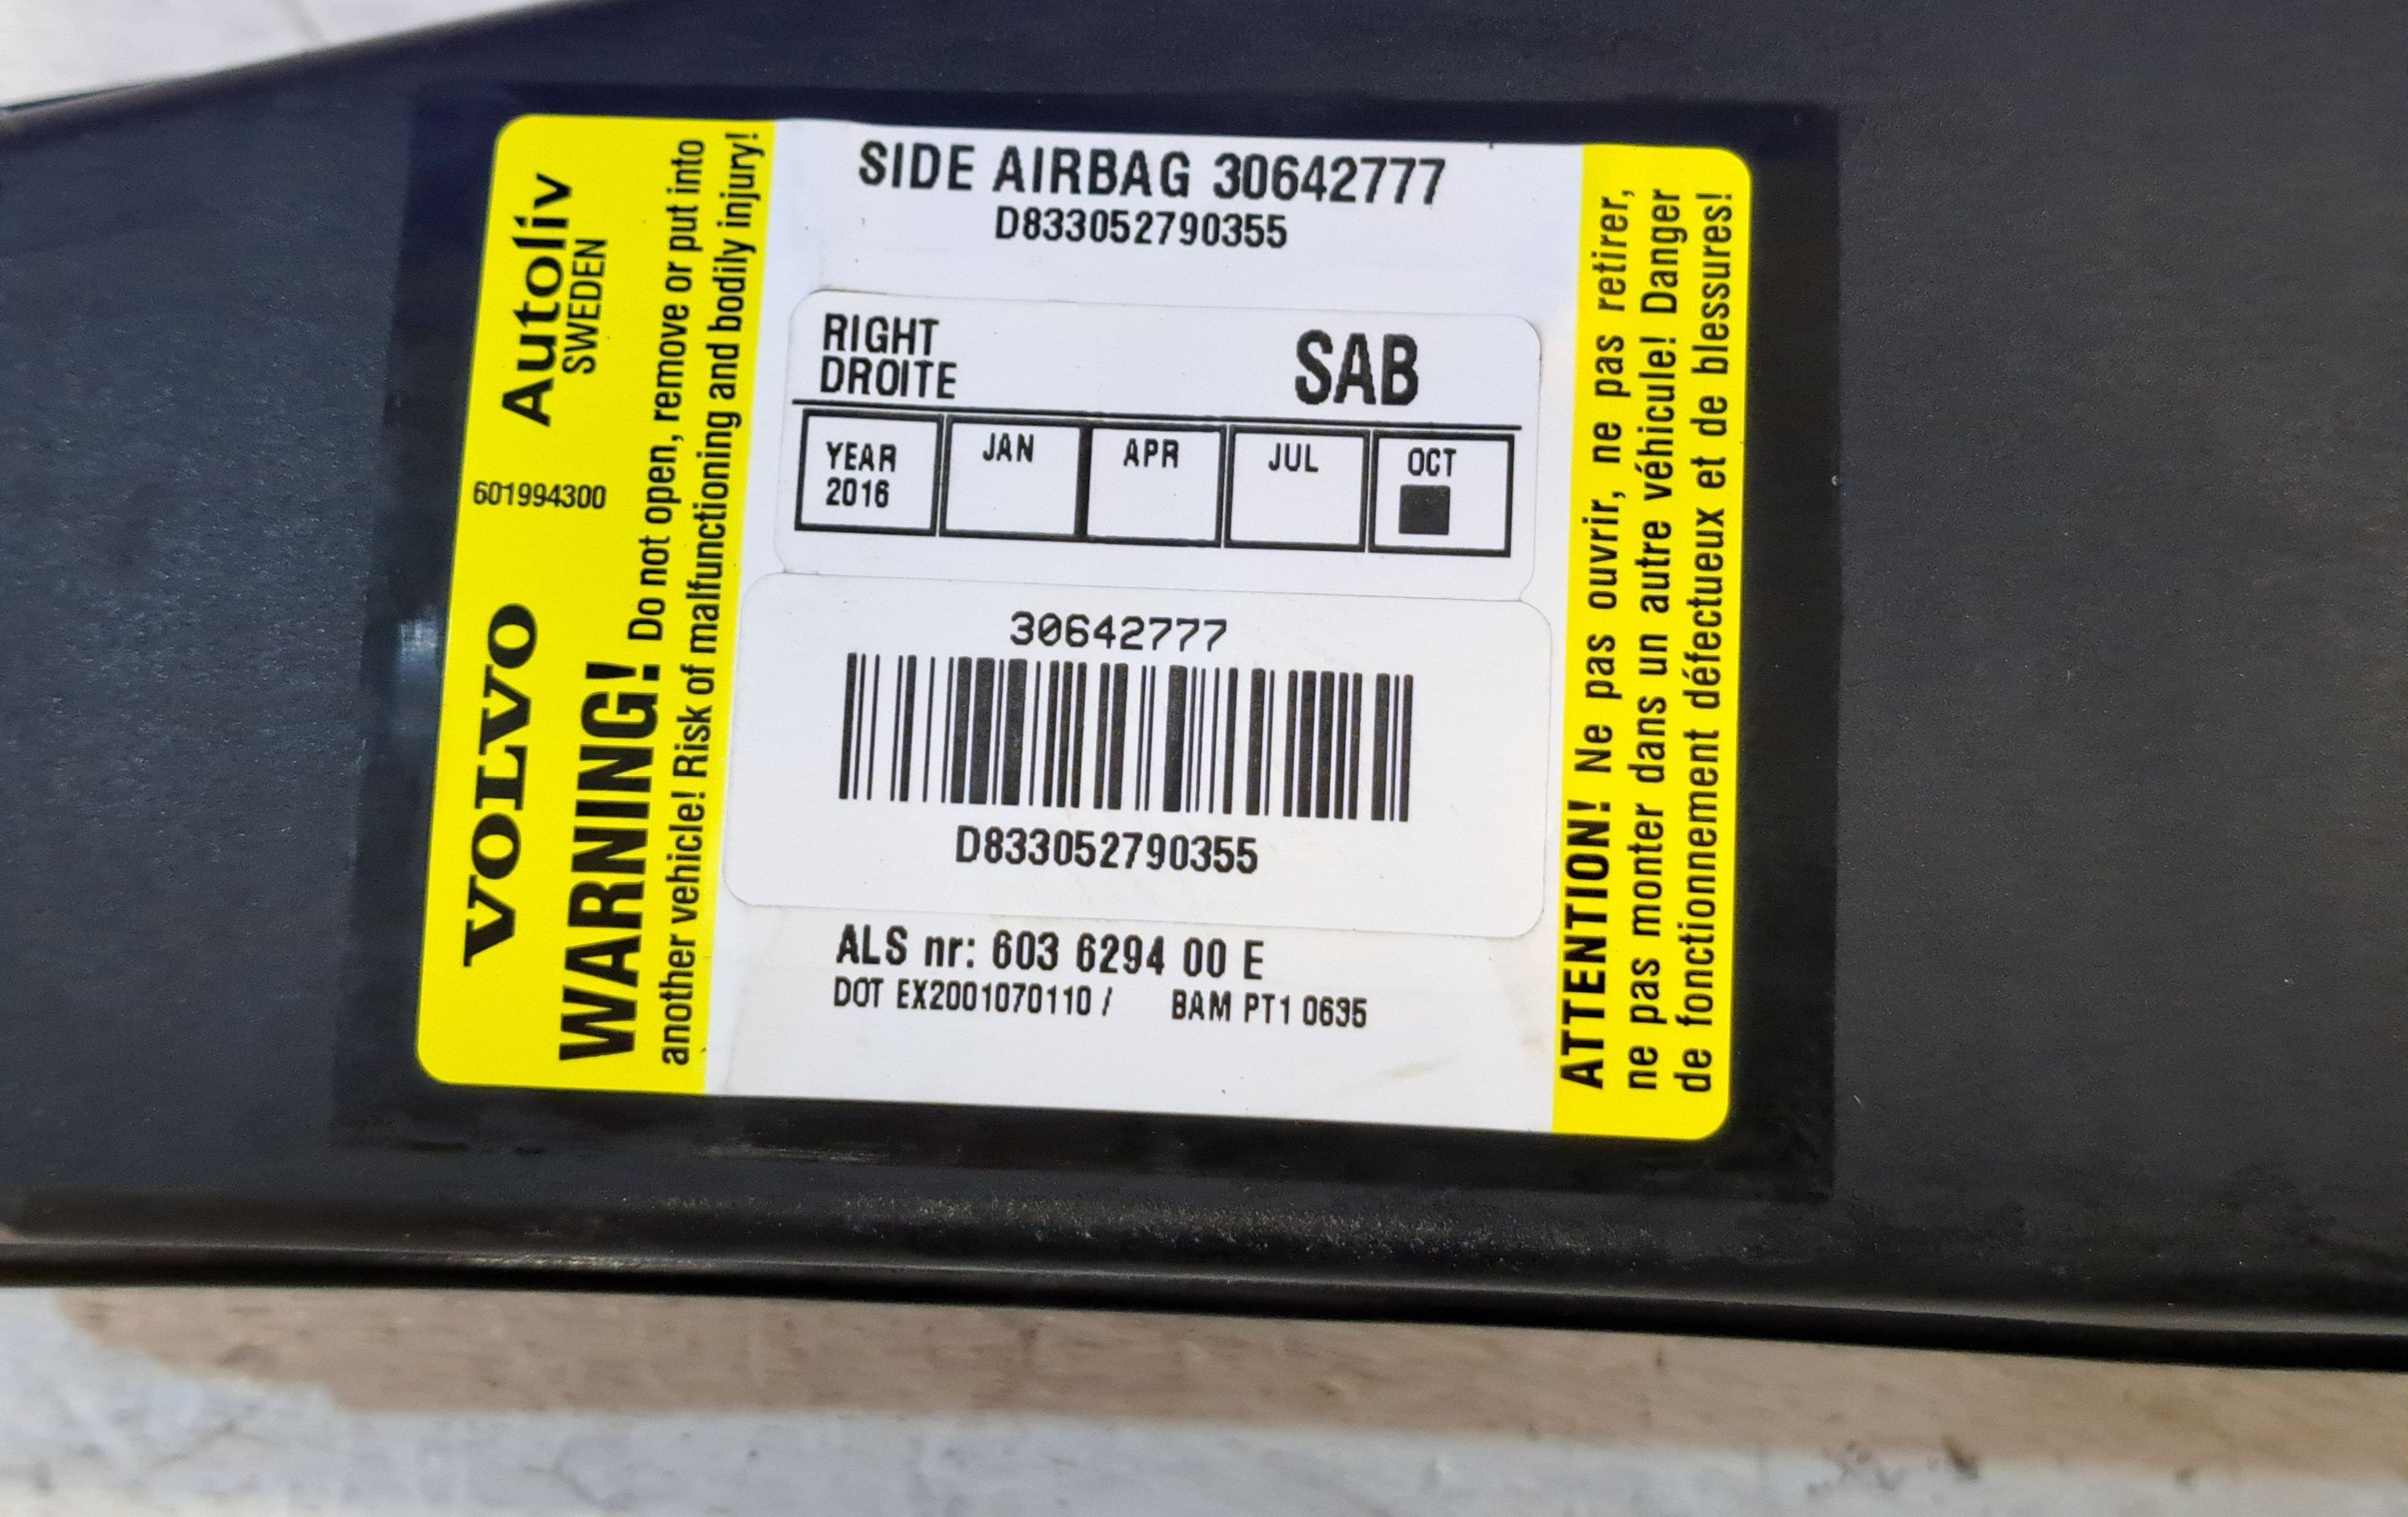 VOLVO 601994300 Autoliv
SWEDEN
WARNING! Do not open, remove or put into
another vehicle! Risk of malfunctioning and bodily injury!
SIDE AIRBAG 30642777
D833052790355
RIGHT
DROITE
SAB
YEAR
2016
JAN
APR
JUL
OCT
30642777
D833052790355
ALS nr: 603 6294 00 E
DOT EX2001070110 / BAM PT1 0635
ATTENTION! Ne pas ouvrir, ne pas retirer,
ne pas monter dans un autre véhicule! Danger
de fonctionnement défectueux et de blessures!